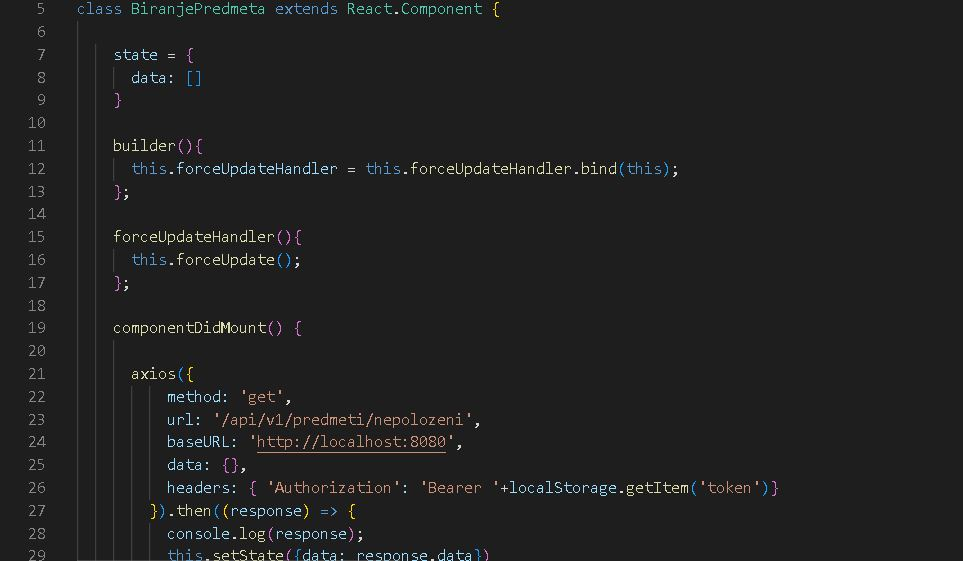 5 class BiranjePredmeta extends React.Component {
6
7 state = {
8 data: []
9 }
10
11 builder(){
12 this.forceUpdateHandler = this.forceUpdateHandler.bind(this);
13 };
14
15 forceUpdateHandler(){
16 this.forceUpdate();
17 };
18
19 componentDidMount() {
20
21 axios({
22 method: 'get',
23 url: '/api/v1/predmeti/nepolozeni',
24 baseURL: 'http://localhost:8080',
25 data: {},
26 headers: { 'Authorization': 'Bearer '+localStorage.getItem('token')}
27 }).then((response) => {
28 console.log(response);
29 this.setState({data: response.data})